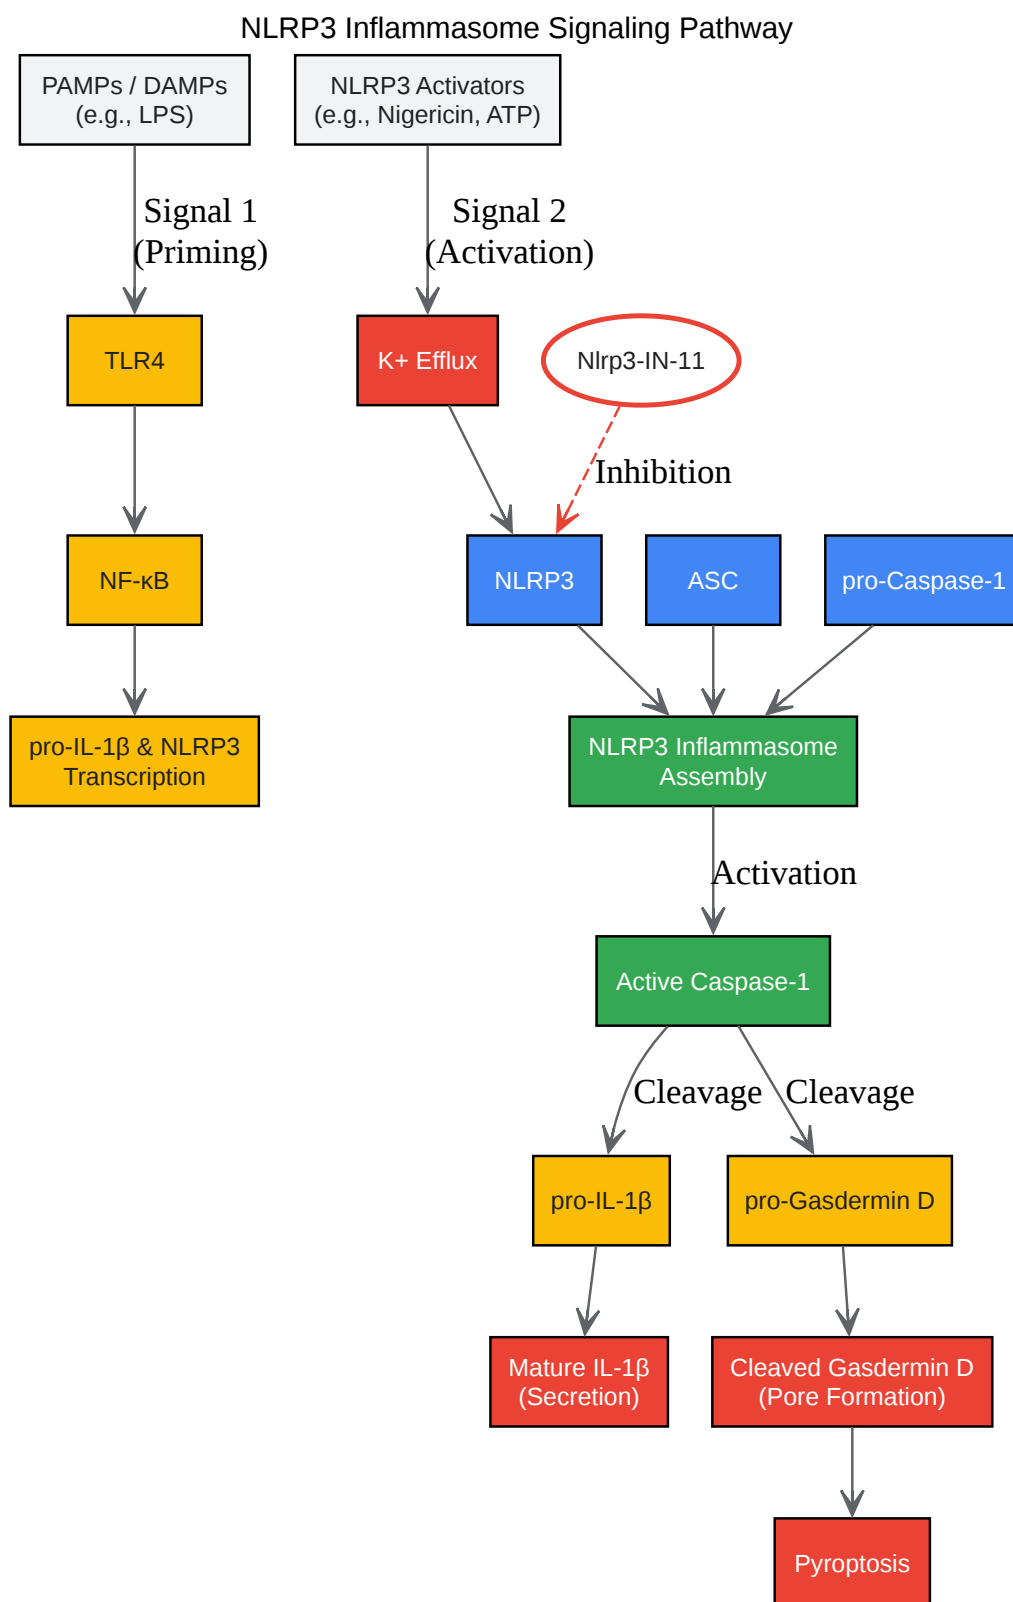 NLRP3 Inflammasome Signaling Pathway
PAMPs / DAMPs
(e.g., LPS)
NLRP3 Activators
(e.g., Nigericin, ATP)
Signal 1
(Priming)
Signal 2
(Activation)
TLR4
K+ Efflux
Nlrp3-IN-11
Inhibition
NF-κB
NLRP3
ASC
pro-Caspase-1
pro-IL-1β & NLRP3
Transcription
NLRP3 Inflammasome
Assembly
Activation
Active Caspase-1
Cleavage
Cleavage
pro-IL-1β
pro-Gasdermin D
Mature IL-1β
(Secretion)
Cleaved Gasdermin D
(Pore Formation)
Pyroptosis